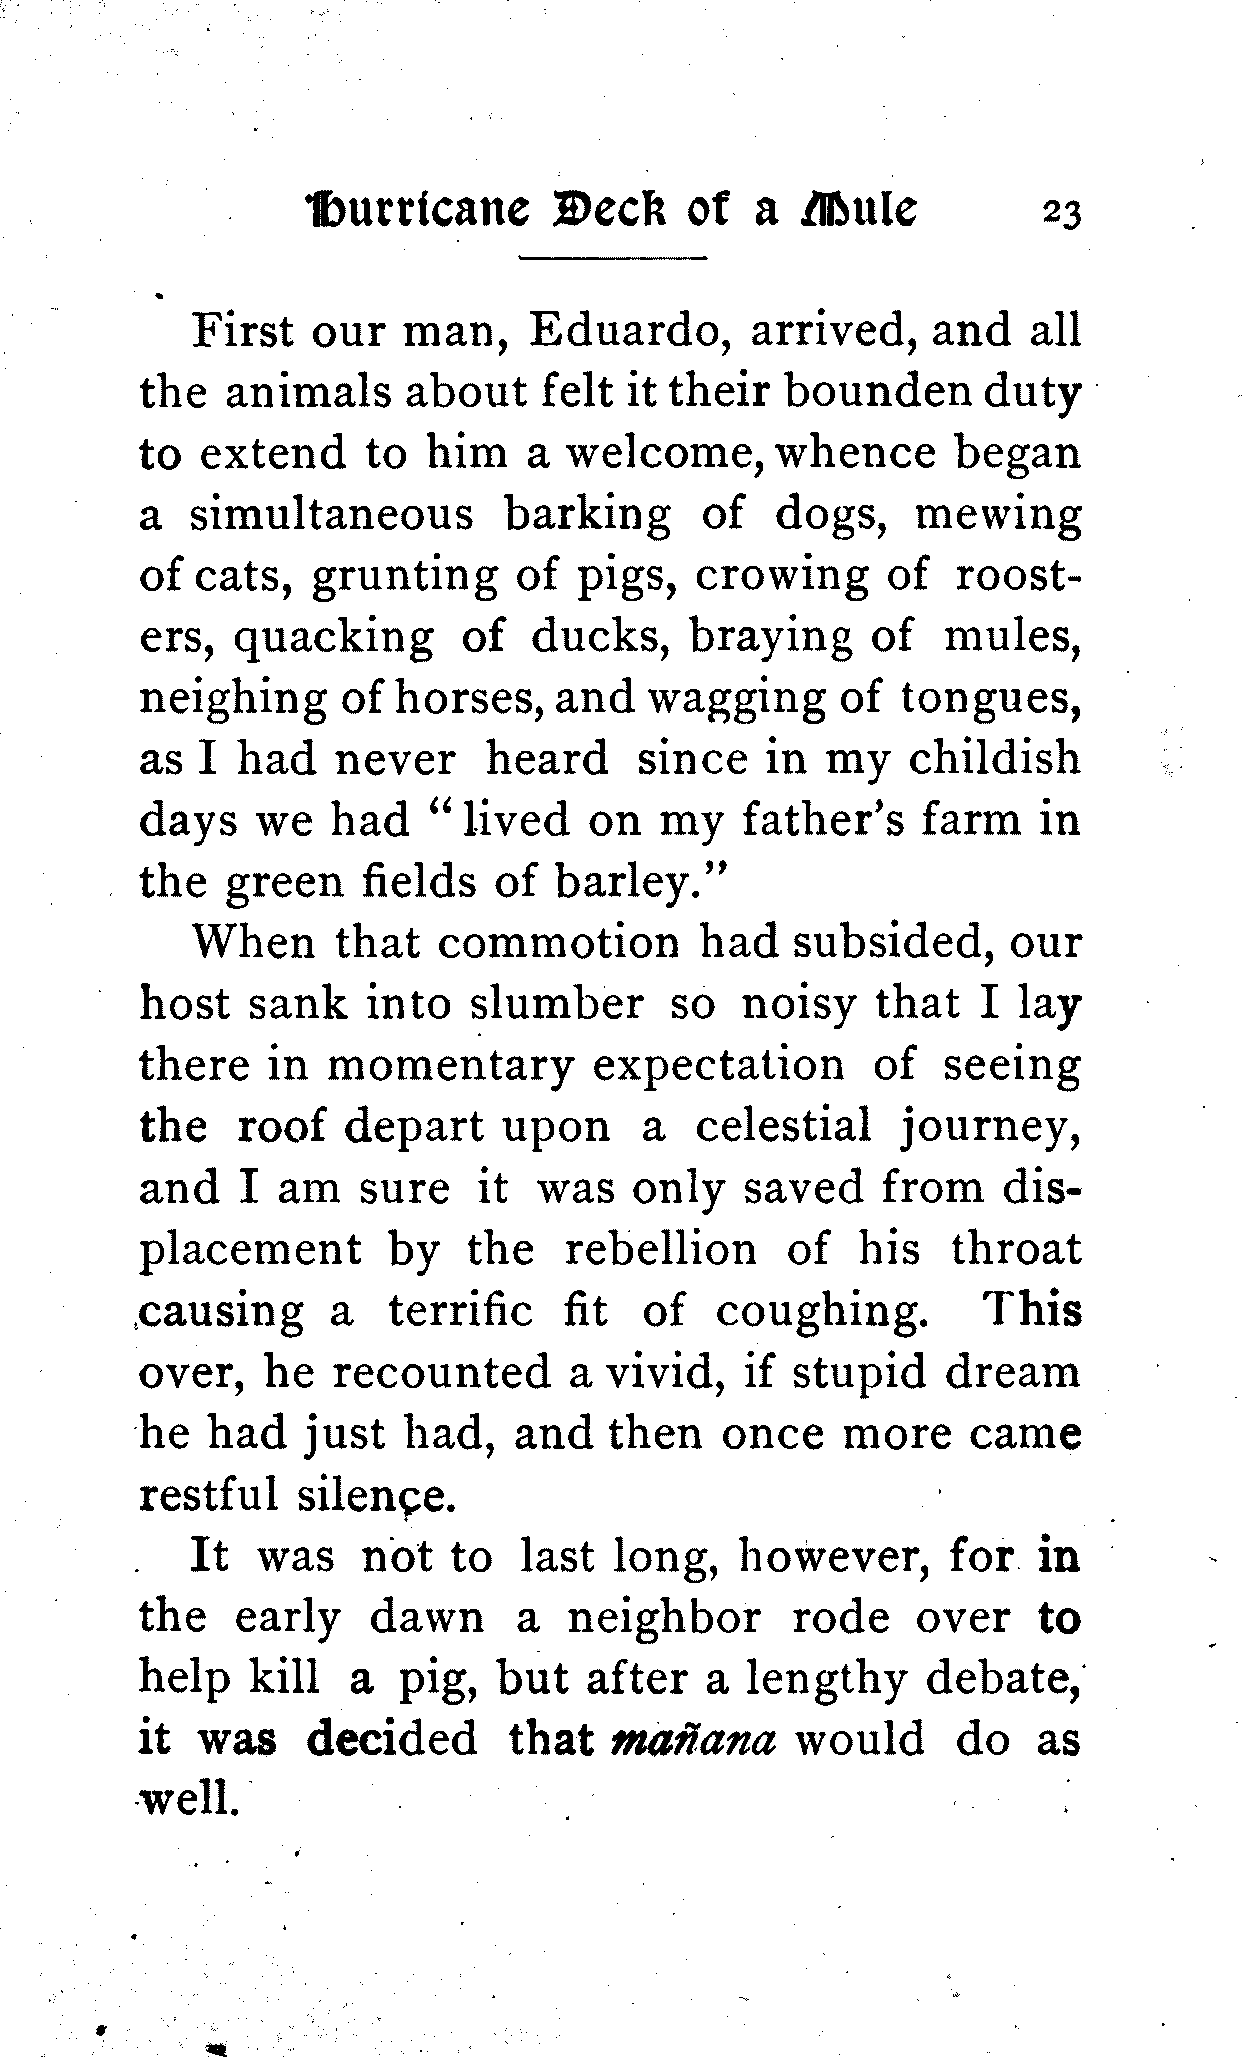 Hurricane Deck of a Mule 23
First our man, Eduardo, arrived, and all
the animals about felt it their bounden duty
to extend to him a welcome, whence began
a simultaneous barking of dogs, mewing
of cats, grunting of pigs, crowing of roost-
ers, quacking of ducks, braying of mules,
neighing of horses, and wagging of tongues,
as I had never heard since in my childish
days we had “lived on my father’s farm in
the green fields of barley.”
When that commotion had subsided, our
host sank into slumber so noisy that I lay
there in momentary expectation of seeing
the roof depart upon a celestial journey,
and I am sure it was only saved from dis-
placement by the rebellion of his throat
causing a terrific fit of coughing. This
over, he recounted a vivid, if stupid dream
he had just had, and then once more came
restful silence.
It was not to last long, however, for in
the early dawn a neighbor rode over to
help kill a pig, but after a lengthy debate,
it was decided that mañana would do as
well.